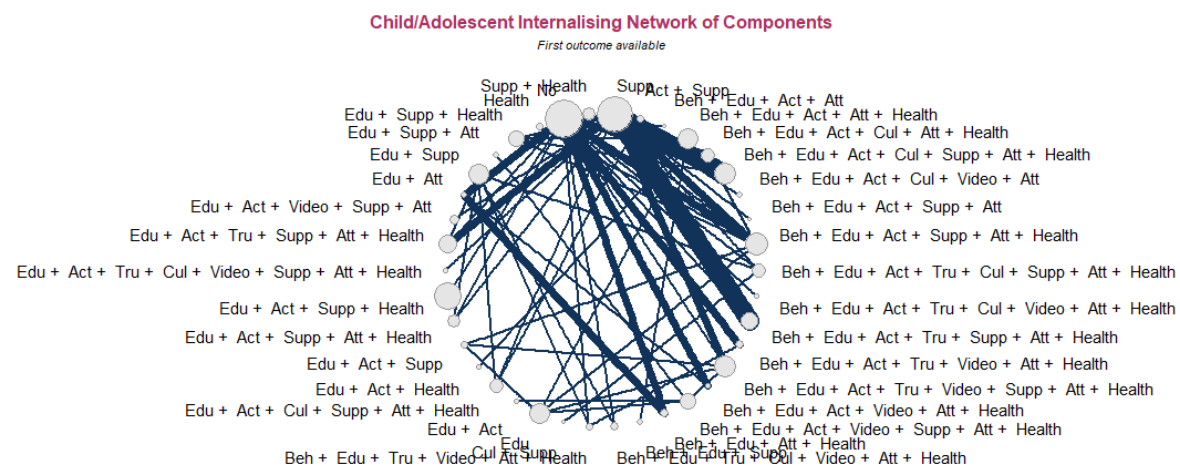 Child/Adolescent Internalising Network of Components
First outcome available
Supp + Health
No
Supp
Act + Supp
Health
Beh + Edu + Act + Att
Edu + Supp + Health
Beh + Edu + Act + Att + Health
Edu + Supp + Att
Beh + Edu + Act + Cul + Att + Health
Edu + Supp
Beh + Edu + Act + Cul + Supp + Att + Health
Edu + Att
Beh + Edu + Act + Cul + Video + Att
Edu + Act + Video + Supp + Att
Beh + Edu + Act + Supp + Att
Edu + Act + Tru + Supp + Att + Health
Beh + Edu + Act + Supp + Att + Health
Edu + Act + Tru + Cul + Video + Supp + Att + Health
Beh + Edu + Act + Tru + Cul + Supp + Att + Health
Edu + Act + Supp + Health
Beh + Edu + Act + Tru + Cul + Video + Att + Health
Edu + Act + Supp + Att + Health
Beh + Edu + Act + Tru + Supp + Att + Health
Edu + Act + Supp
Beh + Edu + Act + Tru + Video + Att + Health
Edu + Act + Health
Beh + Edu + Act + Tru + Video + Supp + Att + Health
Edu + Act + Cul + Supp + Att + Health
Beh + Edu + Act + Video + Att + Health
Edu + Act
Beh + Edu + Act + Video + Supp + Att + Health
Edu
Beh + Edu + Att + Health
Cul + Supp
Beh + Edu + Supp
Beh + Edu + Tru + Video + Att + Health
Beh + Edu + Tru + Cul + Video + Att + Health